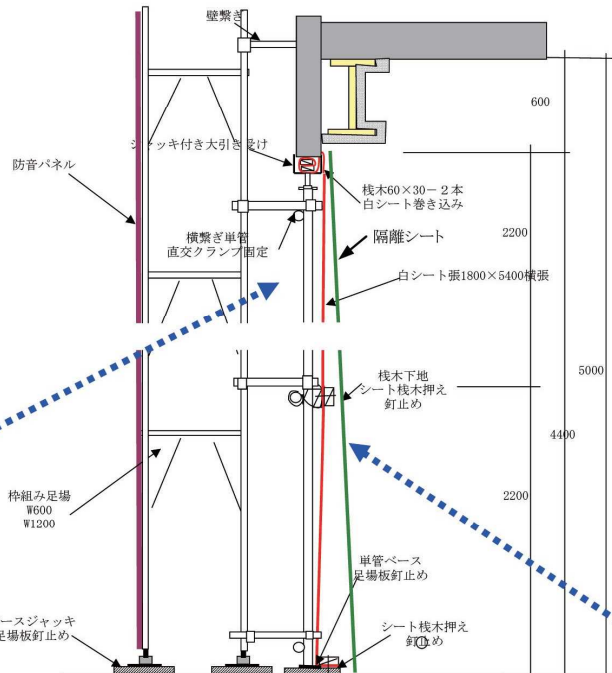 壁繋ぎ
600
ジャッキ付き大引き受け
防音パネル
桟木60×30－2本
白シート巻き込み
横繋ぎ単管
直交クランプ固定
隔離シート
2200
白シート張1800×5400横張
桟木下地
シート桟木押え
釘止め
5000
4400
枠組み足場
W600
W1200
2200
単管ベース
足場板釘止め
ースジャッキ
足場板釘止め
シート桟木押え
釘止め